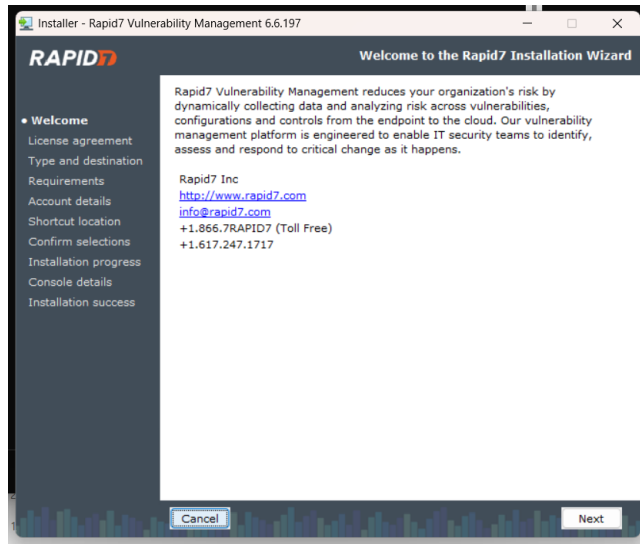 Installer - Rapid7 Vulnerability Management 6.6.197
RAPID7
Welcome to the Rapid7 Installation Wizard
• Welcome
License agreement
Type and destination
Requirements
Account details
Shortcut location
Confirm selections
Installation progress
Console details
Installation success
Rapid7 Vulnerability Management reduces your organization's risk by
dynamically collecting data and analyzing risk across vulnerabilities,
configurations and controls from the endpoint to the cloud. Our vulnerability
management platform is engineered to enable IT security teams to identify,
assess and respond to critical change as it happens.
Rapid7 Inc
http://www.rapid7.com
info@rapid7.com
+1.866.7RAPID7 (Toll Free)
+1.617.247.1717
Cancel
Next